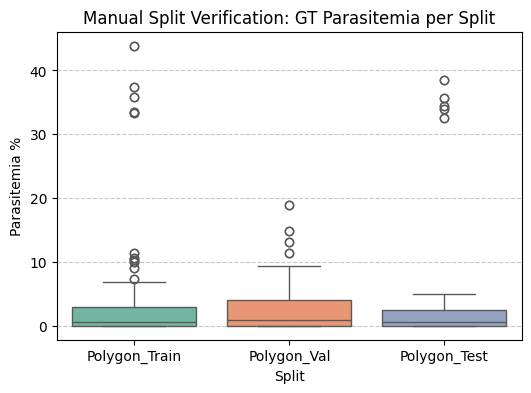 Manual Split Verification: GT Parasitemia per Split
Parasitemia %
40
30
20
10
0
Polygon_Train Polygon_Val Polygon_Test
Split